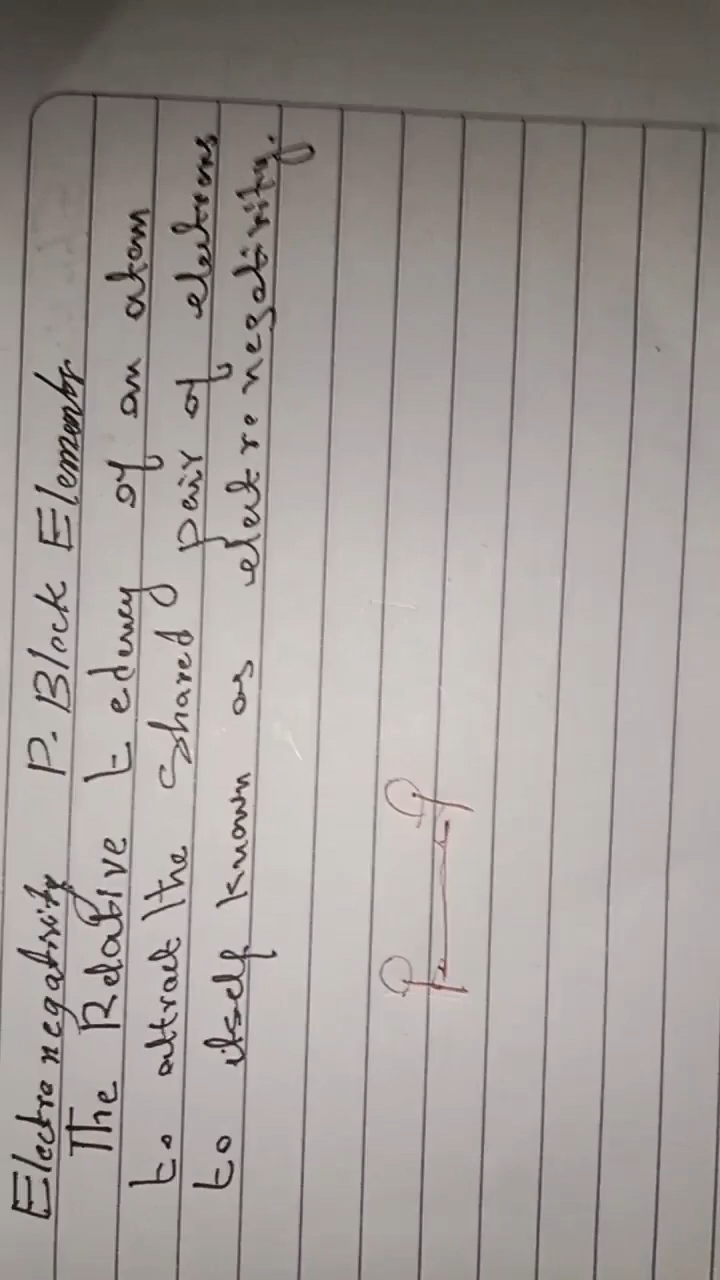 Electronegativity P. Block Elements
The Relative tedency of an atom
to attract the shared pair of electrons
to itself known as electronegativity.